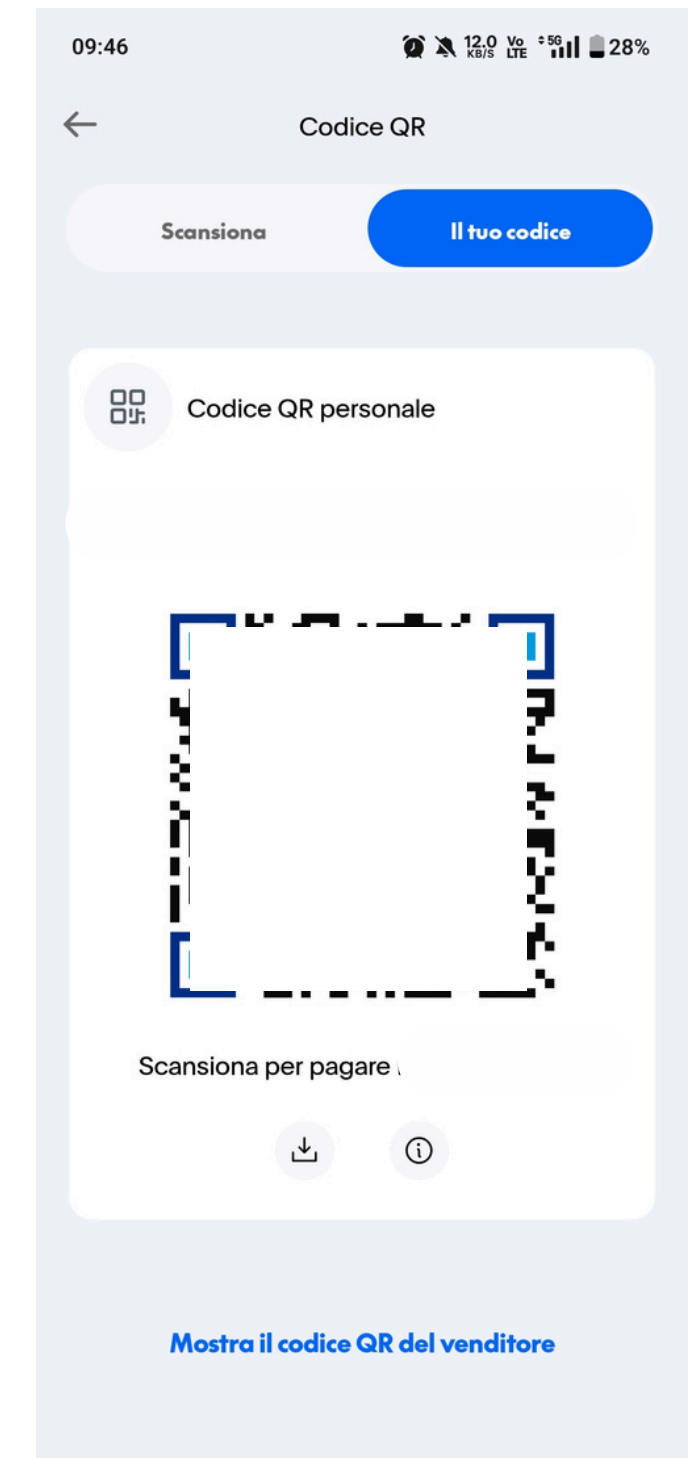 09:46 12.0 KB/S Vo LTE 5G 28%
Codice QR
Scansiona Il tuo codice
Codice QR personale
Scansiona per pagare
Mostra il codice QR del venditore